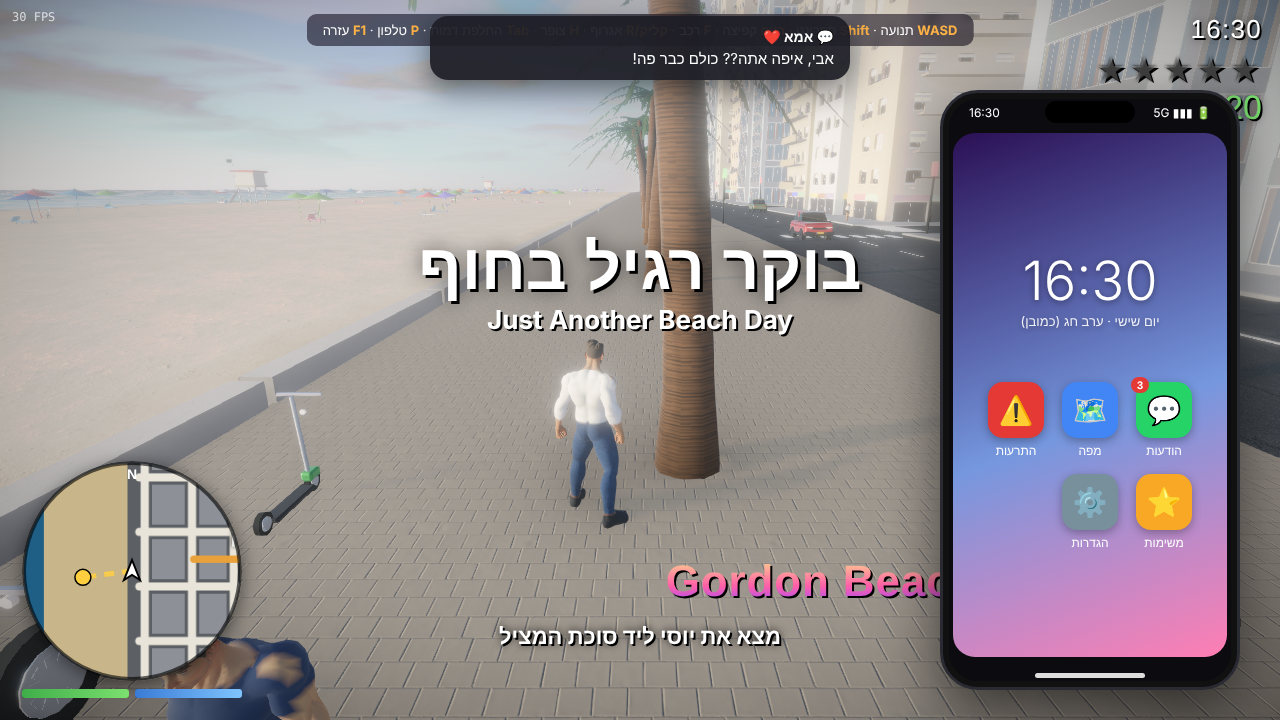 30 FPS
WASD תנועה · Shift
P טלפון · F1 עזרה
💬 אמא ❤️
אבי, איפה אתה?? כולם כבר פה!
16:30
★★★★★
20
16:30
5G
16:30
יום שישי · ערב חג (כמובן)
3
הודעות
מפה
התרעות
משימות
הגדרות
בוקר רגיל בחוף
Just Another Beach Day
N
Gordon Beac
מצא את יוסי ליד סוכת המציל